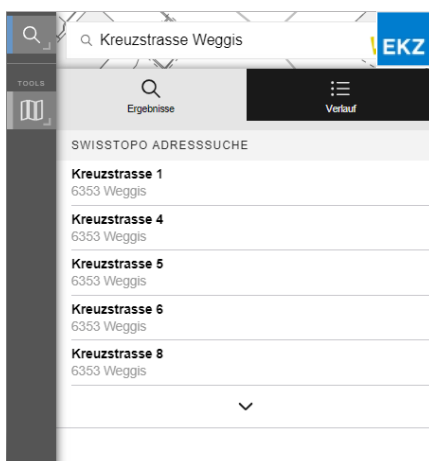 Kreuzstrasse Weggis
EKZ
TOOLS
Ergebnisse
Verlauf
SWISSTOPO ADRESSSUCHE
Kreuzstrasse 1
6353 Weggis
Kreuzstrasse 4
6353 Weggis
Kreuzstrasse 5
6353 Weggis
Kreuzstrasse 6
6353 Weggis
Kreuzstrasse 8
6353 Weggis